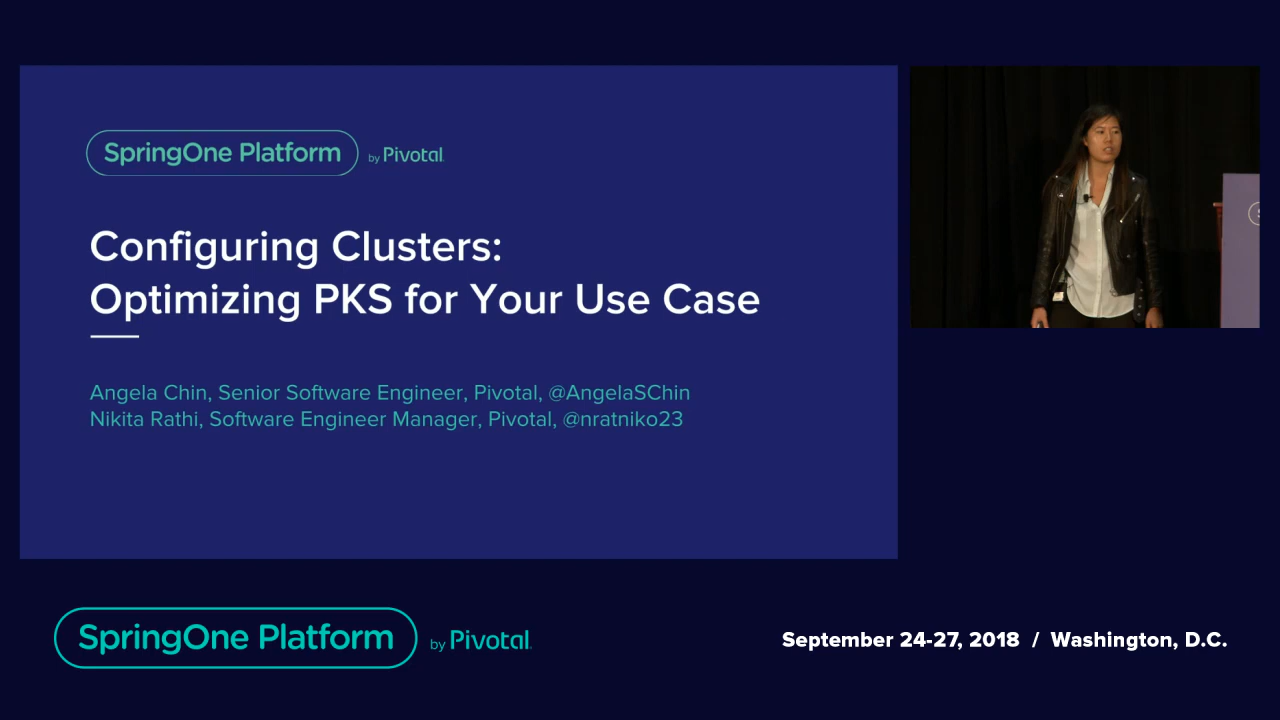 SpringOne Platform by Pivotal
Configuring Clusters:
Optimizing PKS for Your Use Case
Angela Chin, Senior Software Engineer, Pivotal, @AngelaSChin
Nikita Rathi, Software Engineer Manager, Pivotal, @nratniko23
SpringOne Platform by Pivotal.
September 24-27, 2018 / Washington, D.C.